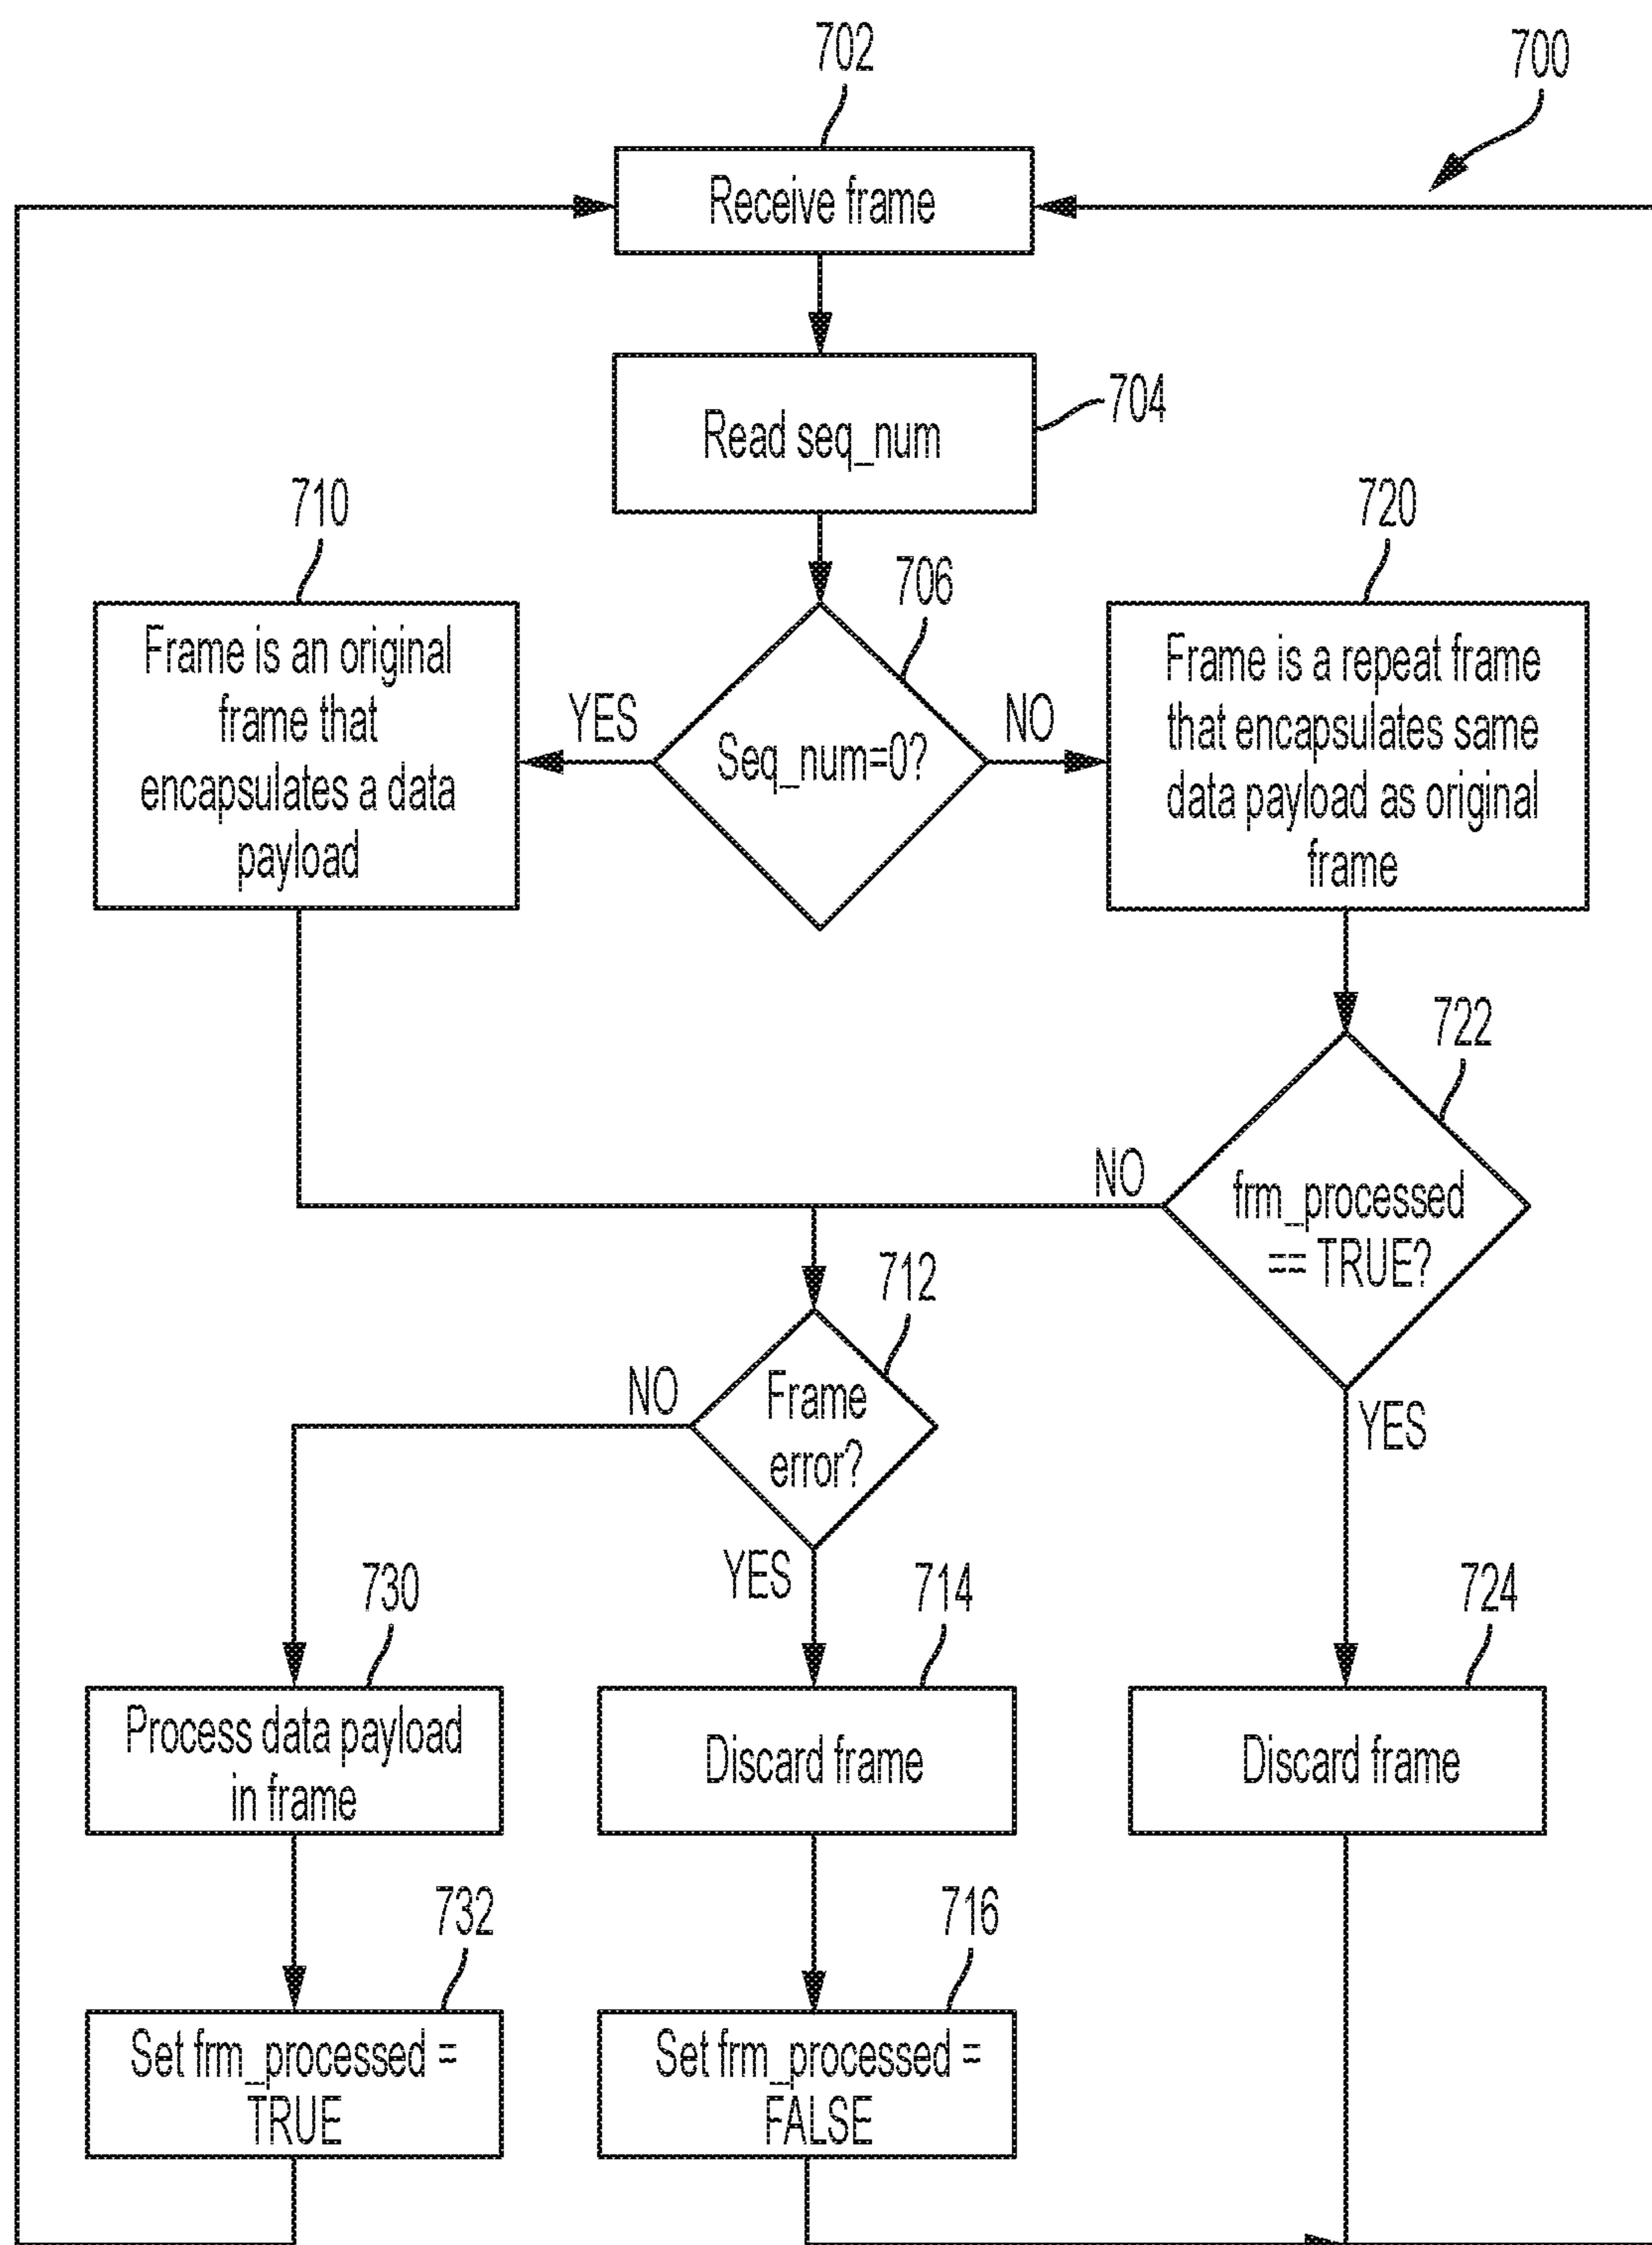 702
700
Receive frame
704
Read seq_num
710
720
706
Frame is an original
frame that
encapsulates a data
payload
YES
Seq_num=0?
NO
Frame is a repeat frame
that encapsulates same
data payload as original
frame
722
NO
frm_processed
== TRUE?
712
NO
Frame
error?
YES
YES
730
714
724
Process data payload
in frame
Discard frame
Discard frame
732
716
Set frm_processed =
TRUE
Set frm_processed =
FALSE